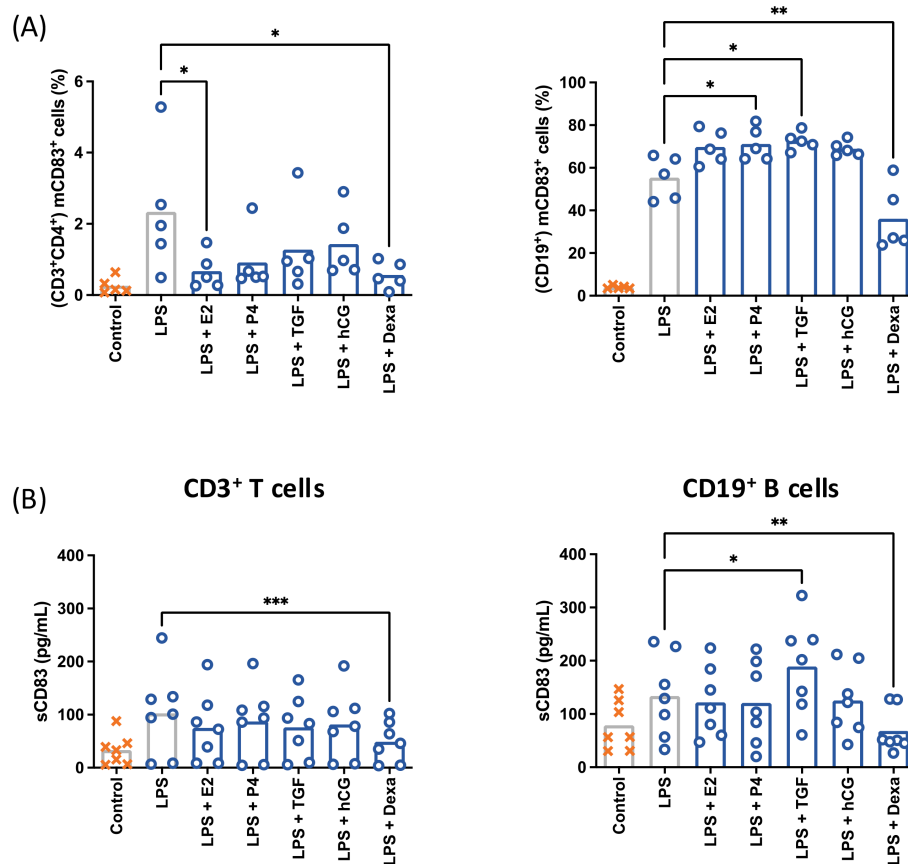 (A)
(CD3⁺CD4⁺) mCD83⁺ cells (%)
6
4
2
0
*
*
Control
LPS
LPS + E2
LPS + P4
LPS + TGF
LPS + hCG
LPS + Dexa
(CD19⁺) mCD83⁺ cells (%)
100
80
60
40
20
0
**
*
*
Control
LPS
LPS + E2
LPS + P4
LPS + TGF
LPS + hCG
LPS + Dexa
(B)
CD3⁺ T cells
sCD83 (pg/mL)
400
300
200
100
0
***
Control
LPS
LPS + E2
LPS + P4
LPS + TGF
LPS + hCG
LPS + Dexa
CD19⁺ B cells
sCD83 (pg/mL)
400
300
200
100
0
**
*
Control
LPS
LPS + E2
LPS + P4
LPS + TGF
LPS + hCG
LPS + Dexa